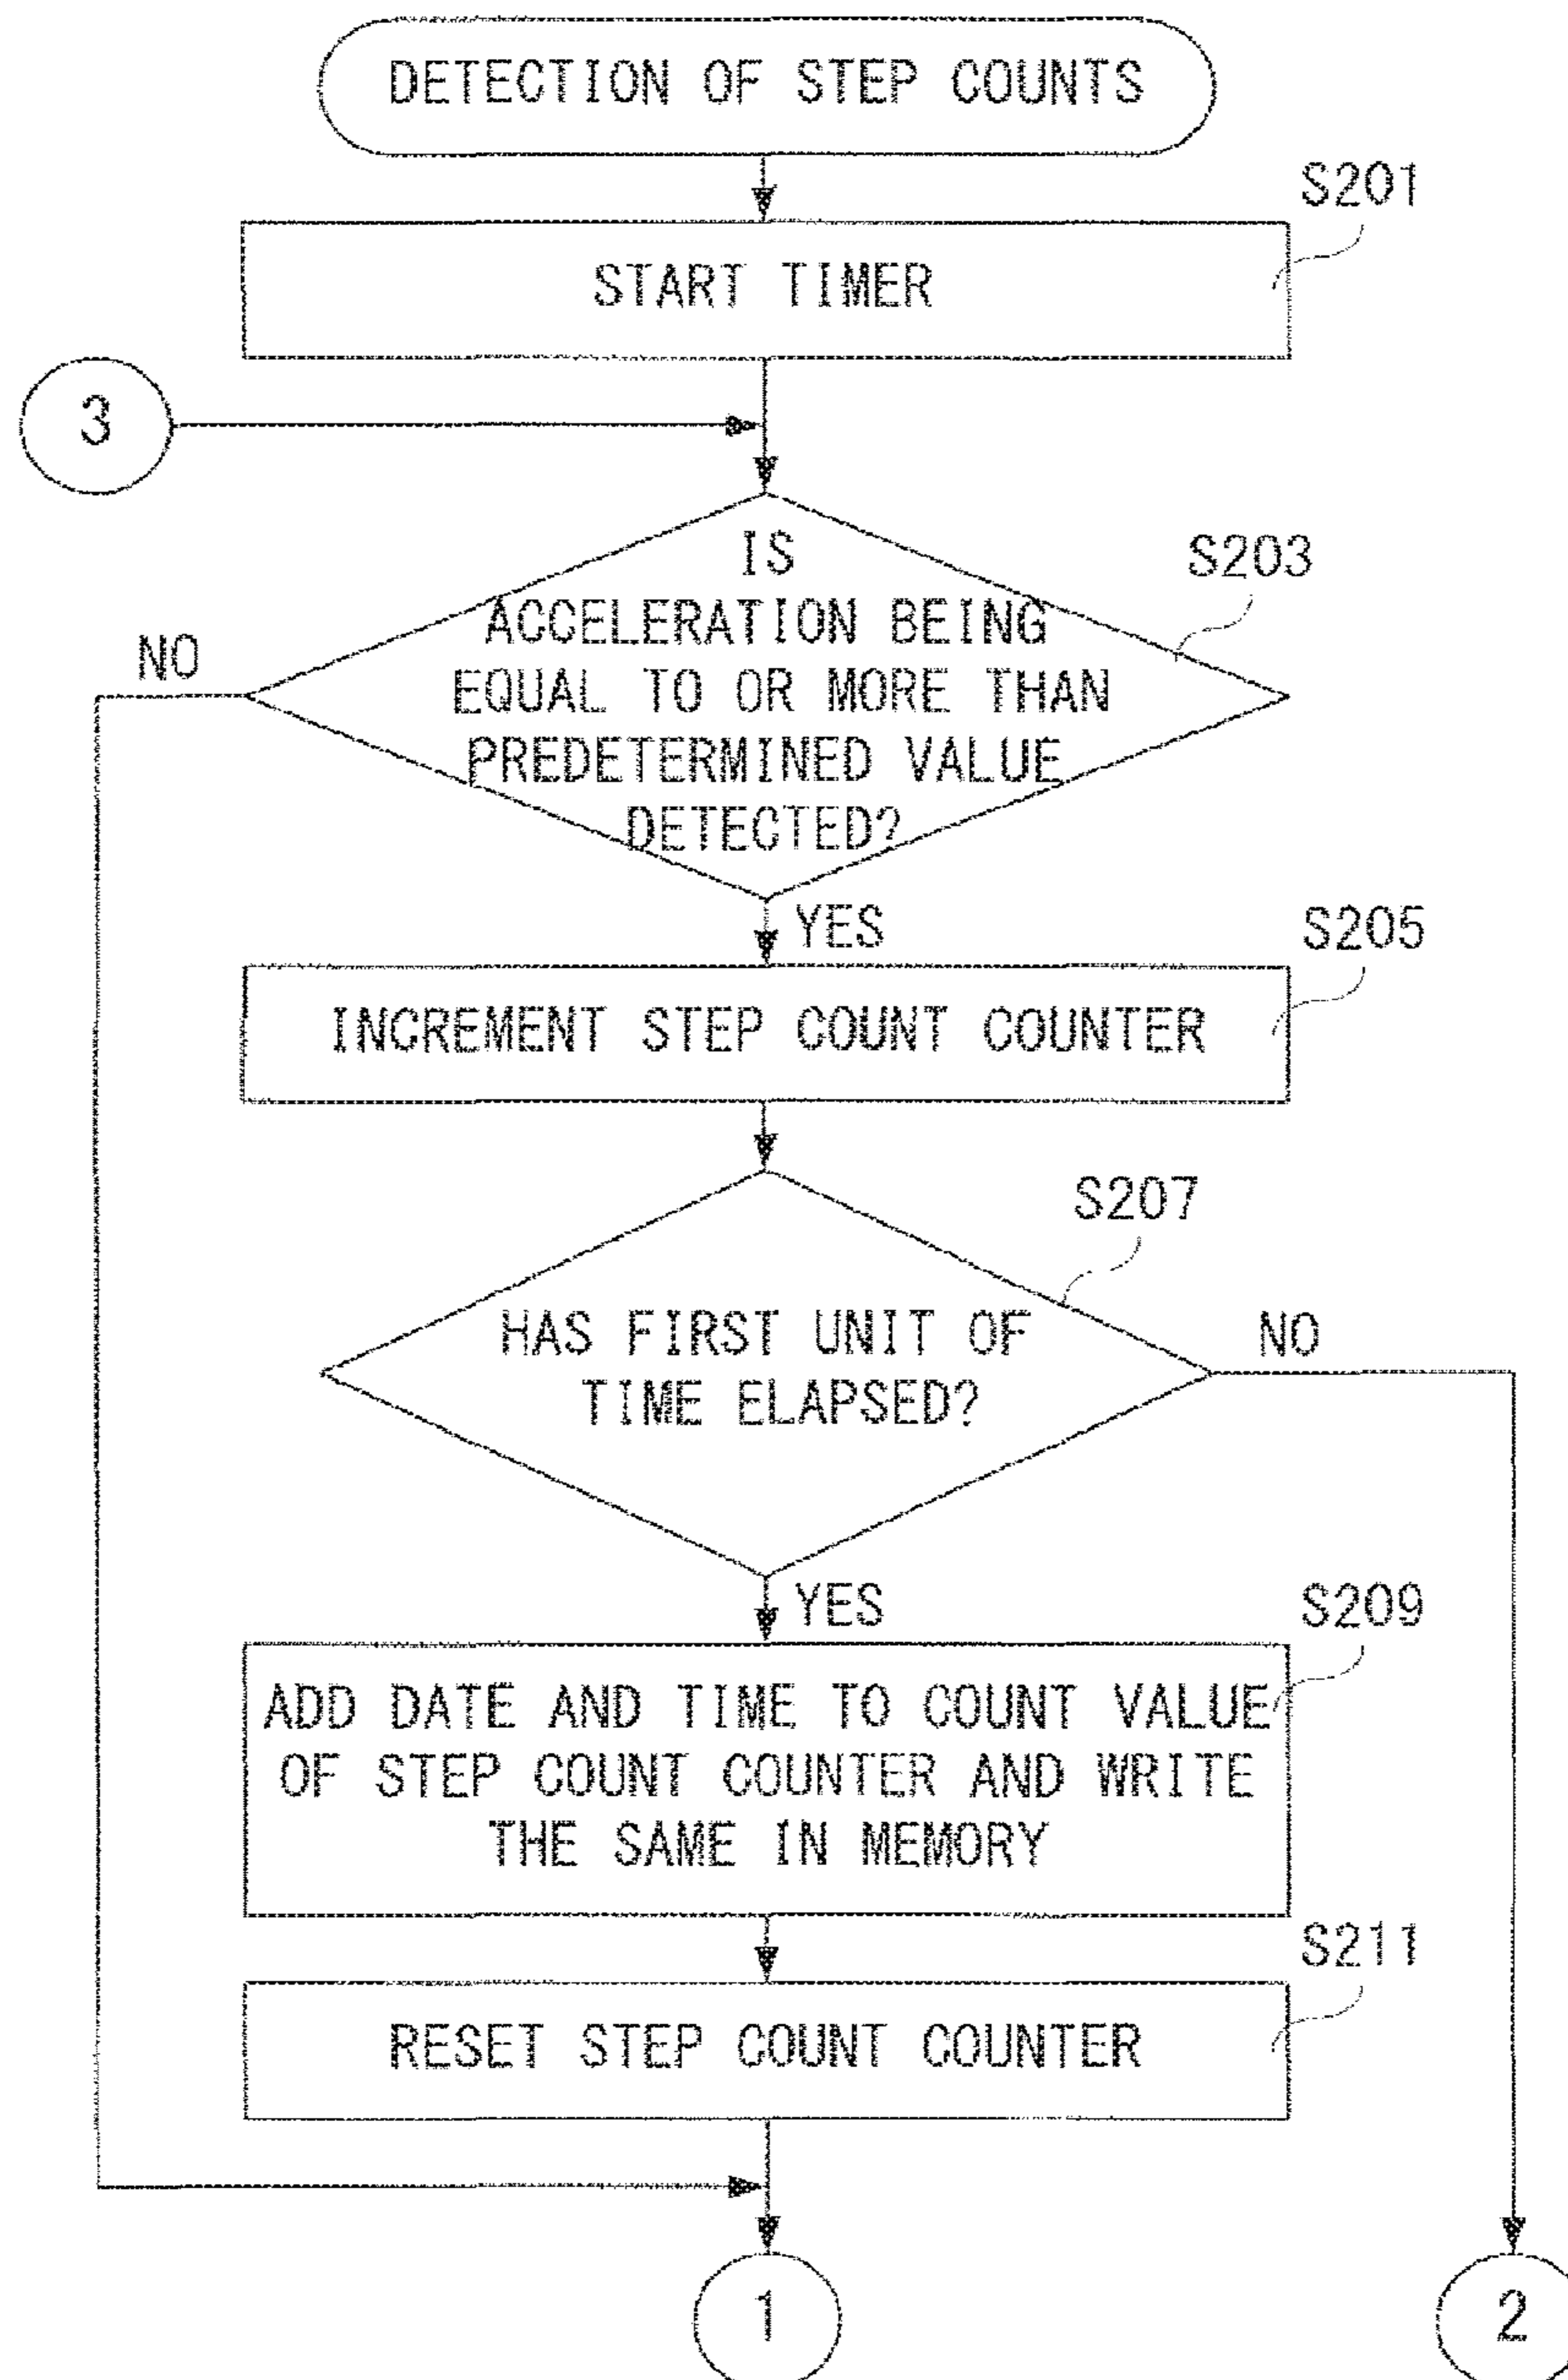 DETECTION OF STEP COUNTS
S201
START TIMER
3
S203
IS
ACCELERATION BEING
EQUAL TO OR MORE THAN
PREDETERMINED VALUE
DETECTED?
NO
YES
S205
INCREMENT STEP COUNT COUNTER
S207
HAS FIRST UNIT OF
TIME ELAPSED?
NO
YES
S209
ADD DATE AND TIME TO COUNT VALUE
OF STEP COUNT COUNTER AND WRITE
THE SAME IN MEMORY
S211
RESET STEP COUNT COUNTER
1
2